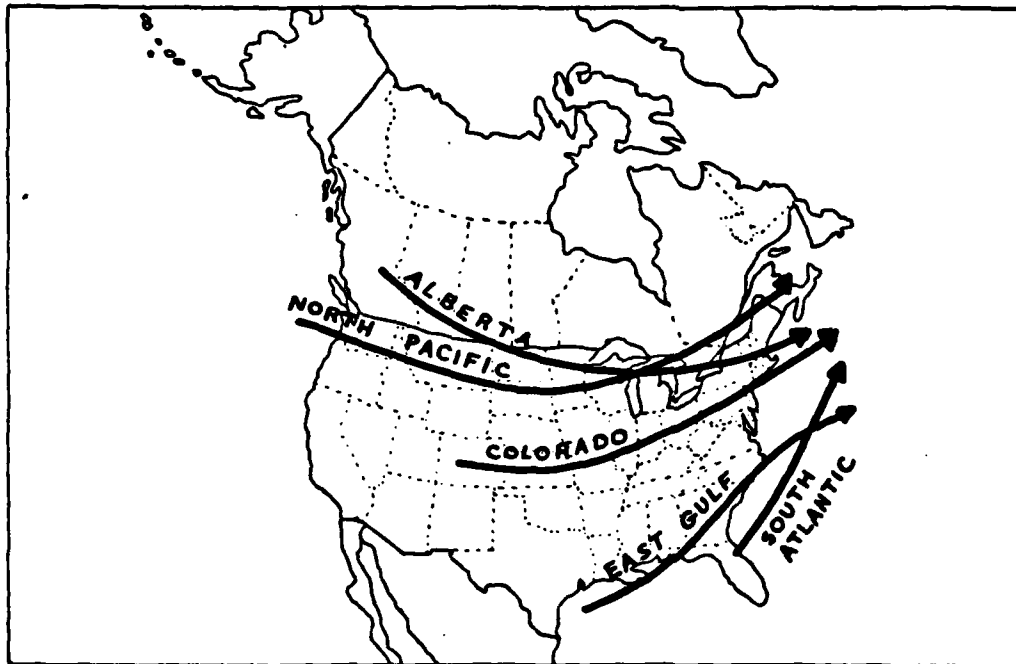 ALBERTA
NORTH PACIFIC
COLORADO
EAST GULF
SOUTH
ATLANTIC